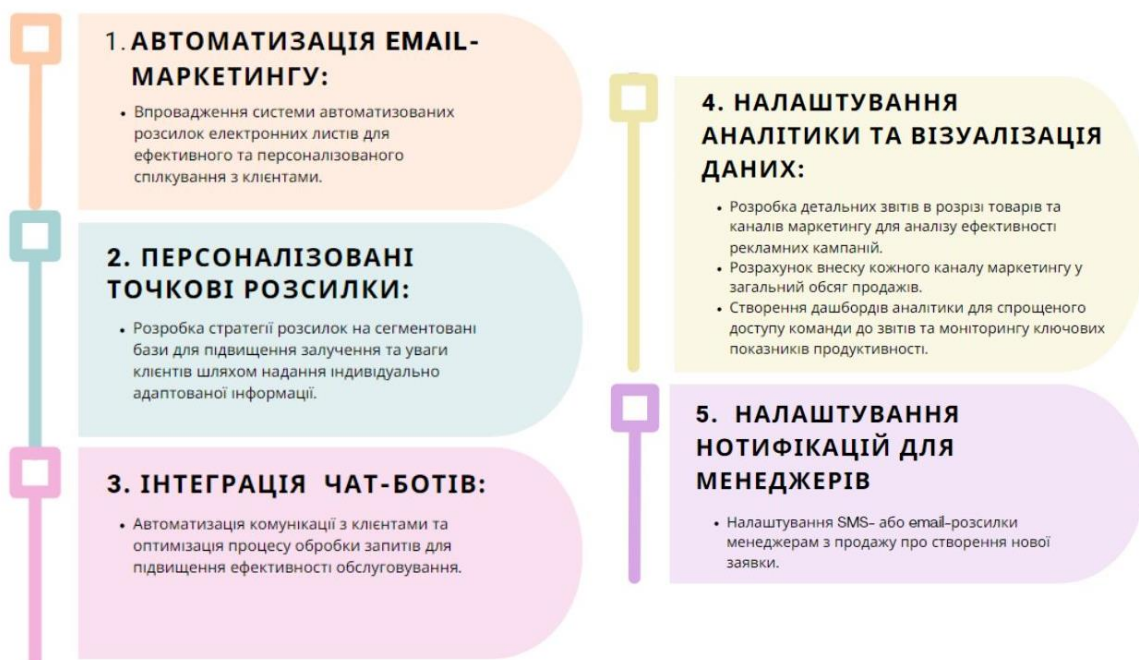 1. АВТОМАТИЗАЦІЯ EMAIL-
МАРКЕТИНГУ:
• Впровадження системи автоматизованих
розсилок електронних листів для
ефективного та персоналізованого
спілкування з клієнтами.
2. ПЕРСОНАЛІЗОВАНІ
ТОЧКОВІ РОЗСИЛКИ:
• Розробка стратегії розсилок на сегментовані
бази для підвищення залучення та уваги
клієнтів шляхом надання індивідуально
адаптованої інформації.
3. ІНТЕГРАЦІЯ ЧАТ-БОТІВ:
• Автоматизація комунікації з клієнтами та
оптимізація процесу обробки запитів для
підвищення ефективності обслуговування.
4. НАЛАШТУВАННЯ
АНАЛІТИКИ ТА ВІЗУАЛІЗАЦІЯ
ДАНИХ:
• Розробка детальних звітів в розрізі товарів та
каналів маркетингу для аналізу ефективності
рекламних кампаній.
• Розрахунок внеску кожного каналу маркетингу у
загальний обсяг продажів.
• Створення дашбордів аналітики для спрощеного
доступу команди до звітів та моніторингу ключових
показників продуктивності.
5. НАЛАШТУВАННЯ
НОТИФІКАЦІЙ ДЛЯ
МЕНЕДЖЕРІВ
• Налаштування SMS- або email-розсилки
менеджерам з продажу про створення нової
заявки.